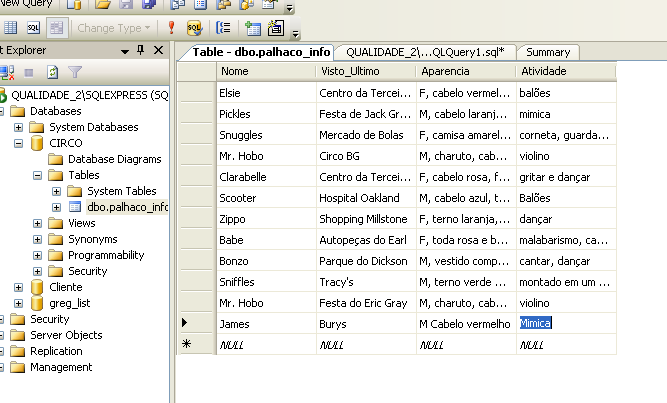 New Query
Change Type
t Explorer
Table - dbo.palhaco_info
QUALIDADE_2\...QLQuery1.sql*
Summary
QUALIDADE_2\SQLEXPRESS (SQ
Databases
System Databases
CIRCO
Database Diagrams
Tables
System Tables
dbo.palhaco_info
Views
Synonyms
Programmability
Security
Cliente
greg_list
Security
Server Objects
Replication
Management
Nome Visto_Ultimo Aparencia Atividade
Elsie Centro da Tercei... F, cabelo vermel... balões
Pickles Festa de Jack Gr... M, cabelo laranj... mimica
Snuggles Mercado de Bolas F, camisa amarel... corneta, guarda...
Mr. Hobo Circo BG M, charuto, cab... violino
Clarabelle Centro da Tercei... F, cabelo rosa, f... gritar e dançar
Scooter Hospital Oakland M, cabelo azul, t... Balões
Zippo Shopping Millstone F, terno laranja,... dançar
Babe Autopeças do Earl F, toda rosa e b... malabarismo, ca...
Bonzo Parque do Dickson M, vestido comp... cantar, dançar
Sniffles Tracy's M, terno verde ... montado em um ...
Mr. Hobo Festa do Eric Gray M, charuto, cab... violino
James Burys M Cabelo vermelho Mimica
NULL NULL NULL NULL